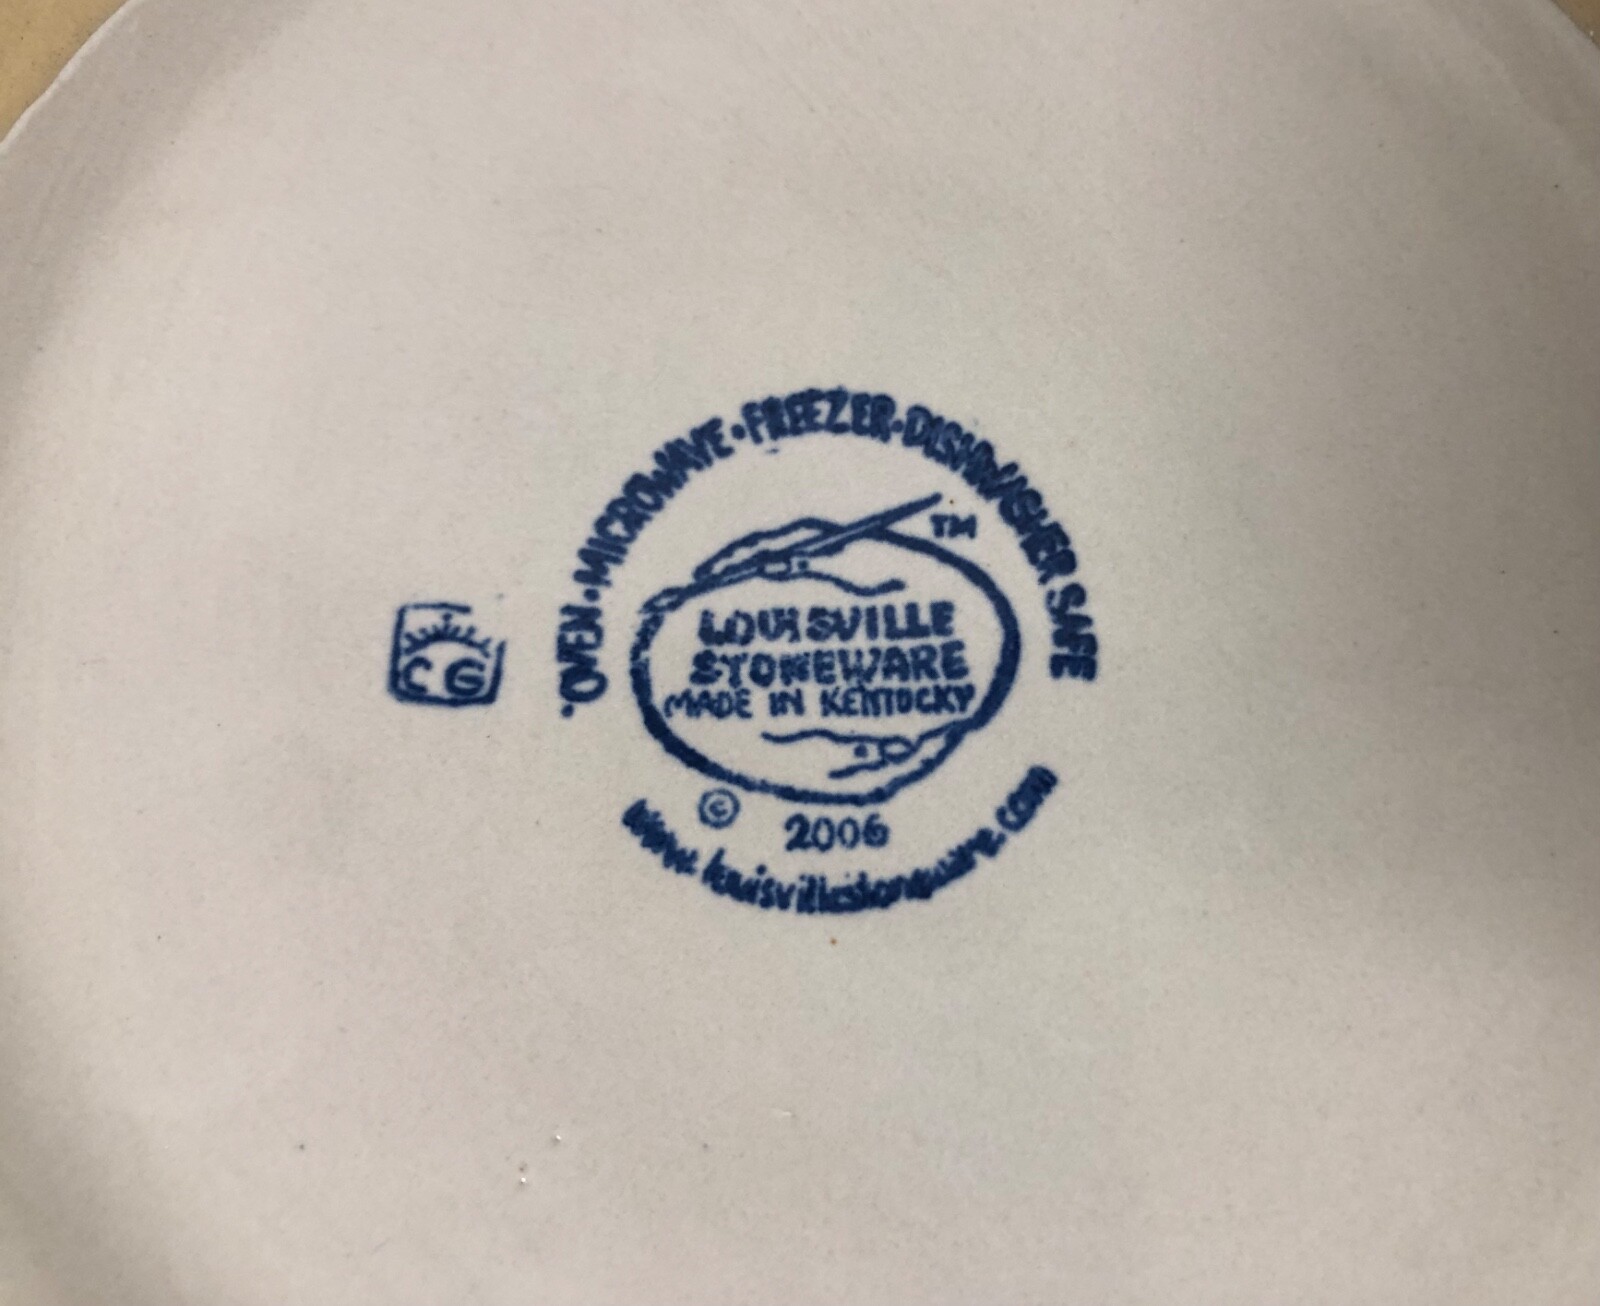 ·OVEN·MICROWAVE·FREEZER·DISHWASHER SAFE
TM
LOUISVILLE
STONEWARE
MADE IN KENTUCKY
CG
© 2006
www.louisvillestoneware.com